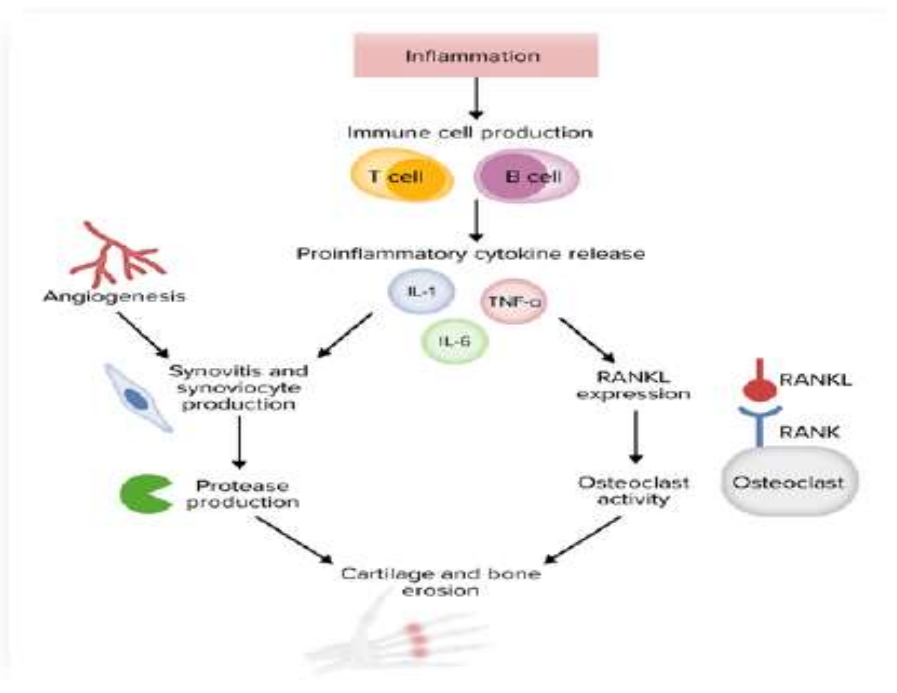 Inflammation
Immune cell production
T cell
B cell
Proinflammatory cytokine release
IL-1
TNF-α
IL-6
Angiogenesis
Synovitis and
synoviocyte
production
RANKL
expression
RANKL
RANK
Osteoclast
Protease
production
Osteoclast
activity
Cartilage and bone
erosion